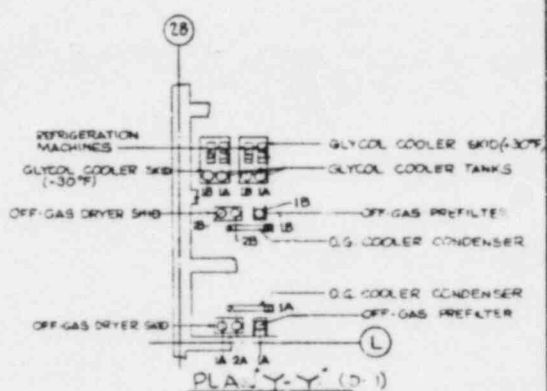 28
REFRIGERATION
MACHINES
GLYCOL COOLER SKID (-30°F)
GLYCOL COOLER SKID
(-30°F)
GLYCOL COOLER TANKS
1B 1A 1B 1A
1B
OFF-GAS DRYER SKID
OFF-GAS PREFILTER
2B
1B
2B
O.G. COOLER CONDENSER
O.G. COOLER CONDENSER
1A
OFF-GAS PREFILTER
OFF-GAS DRYER SKID
L
1A 2A 1A
PLAN "Y-Y" (D-1)